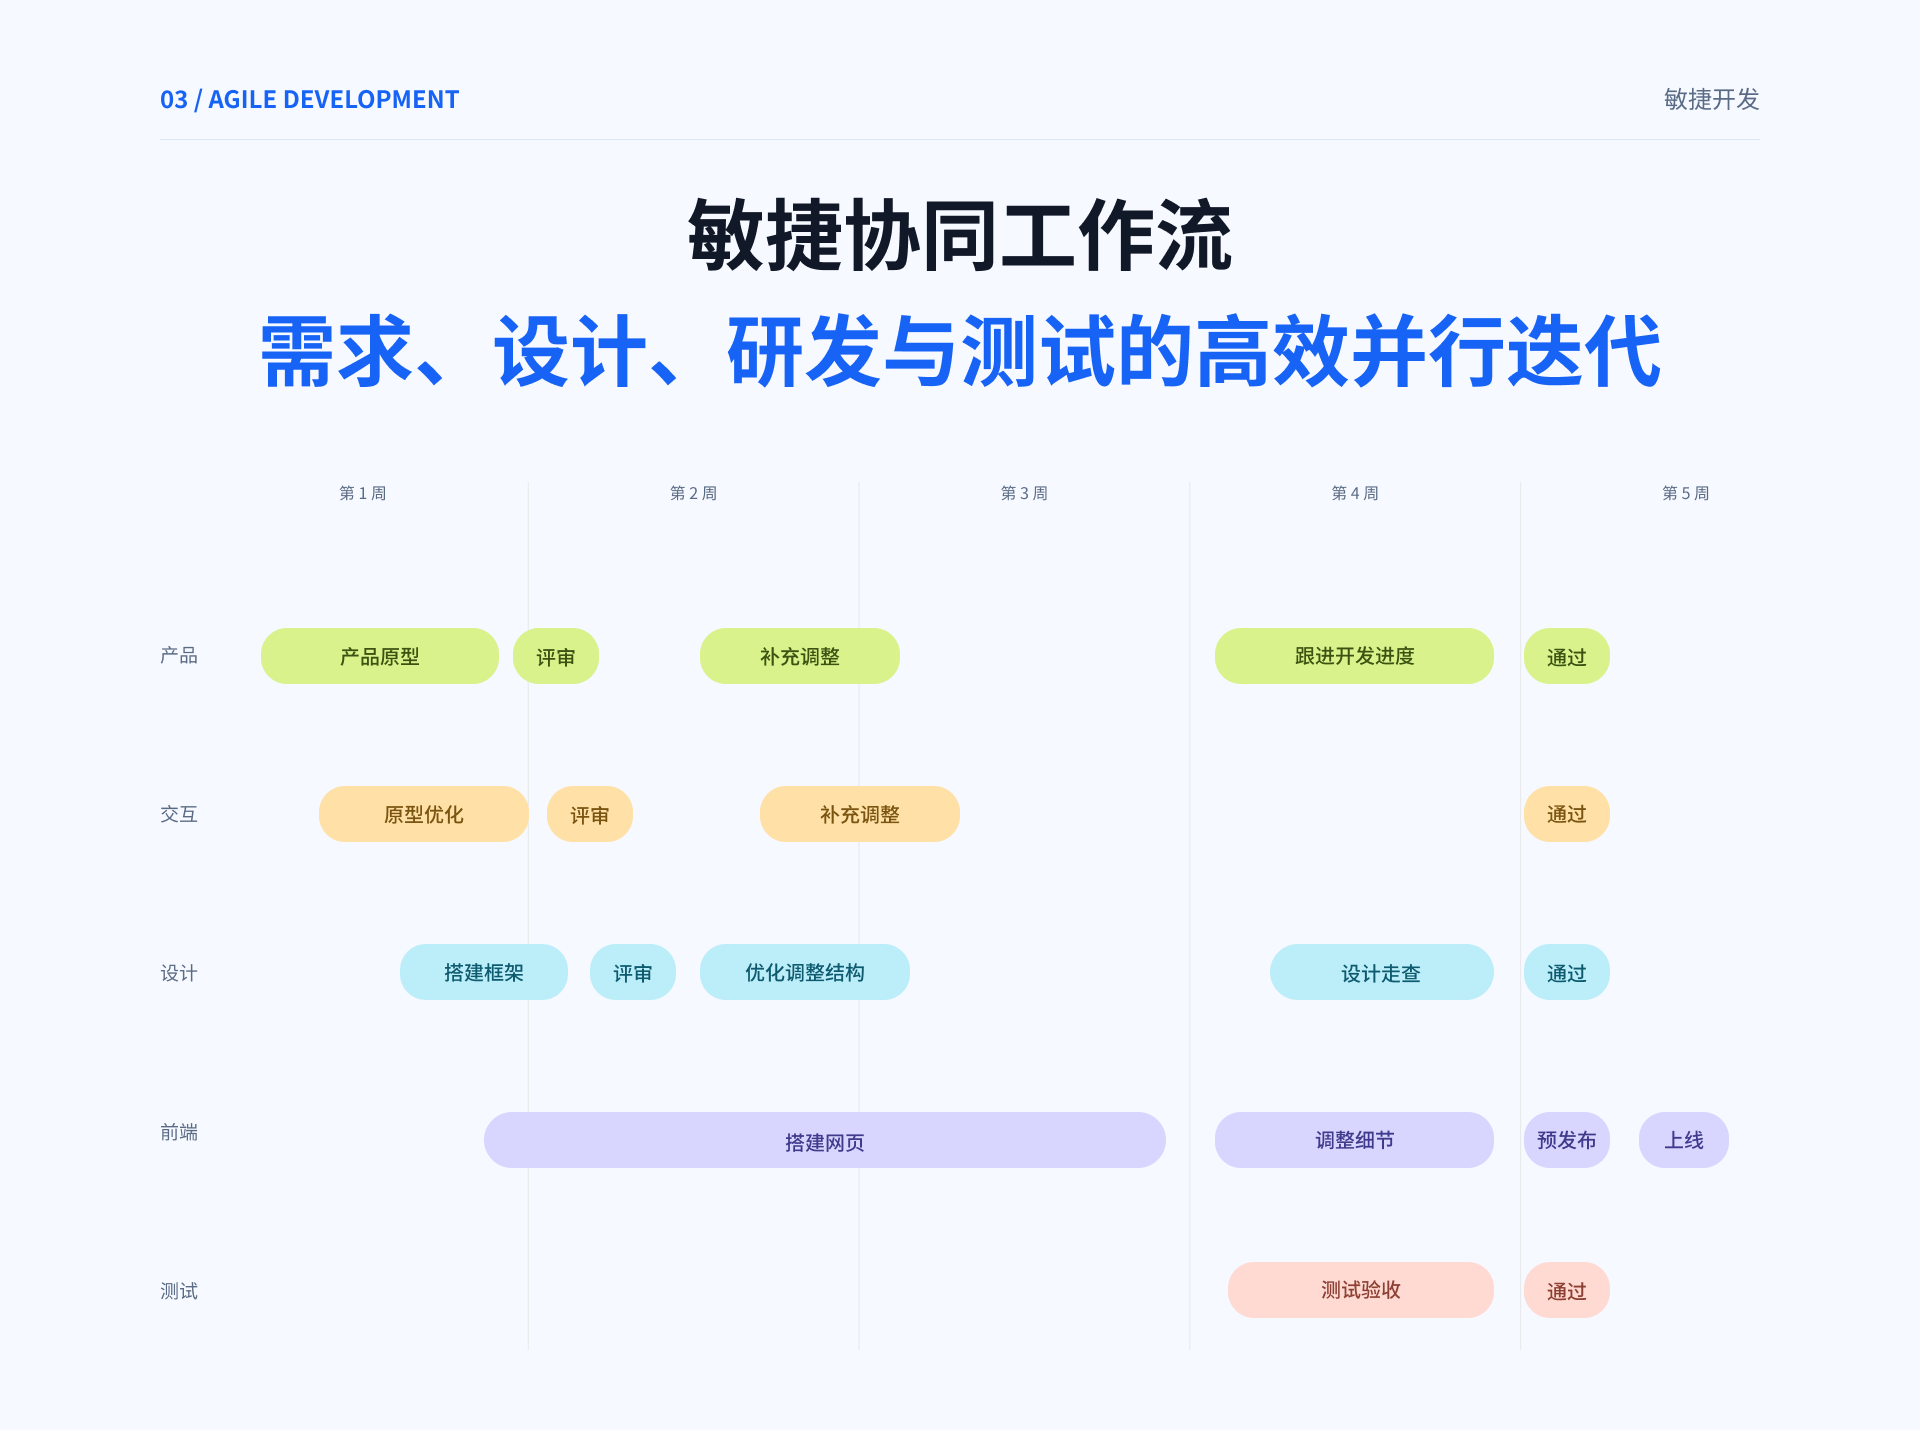 03 / AGILE DEVELOPMENT
敏捷开发
敏捷协同工作流
需求、设计、研发与测试的高效并行迭代
第 1 周
第 2 周
第 3 周
第 4 周
第 5 周
产品
产品原型
评审
补充调整
跟进开发进度
通过
交互
原型优化
评审
补充调整
通过
设计
搭建框架
评审
优化调整结构
设计走查
通过
前端
搭建网页
调整细节
预发布
上线
测试
测试验收
通过